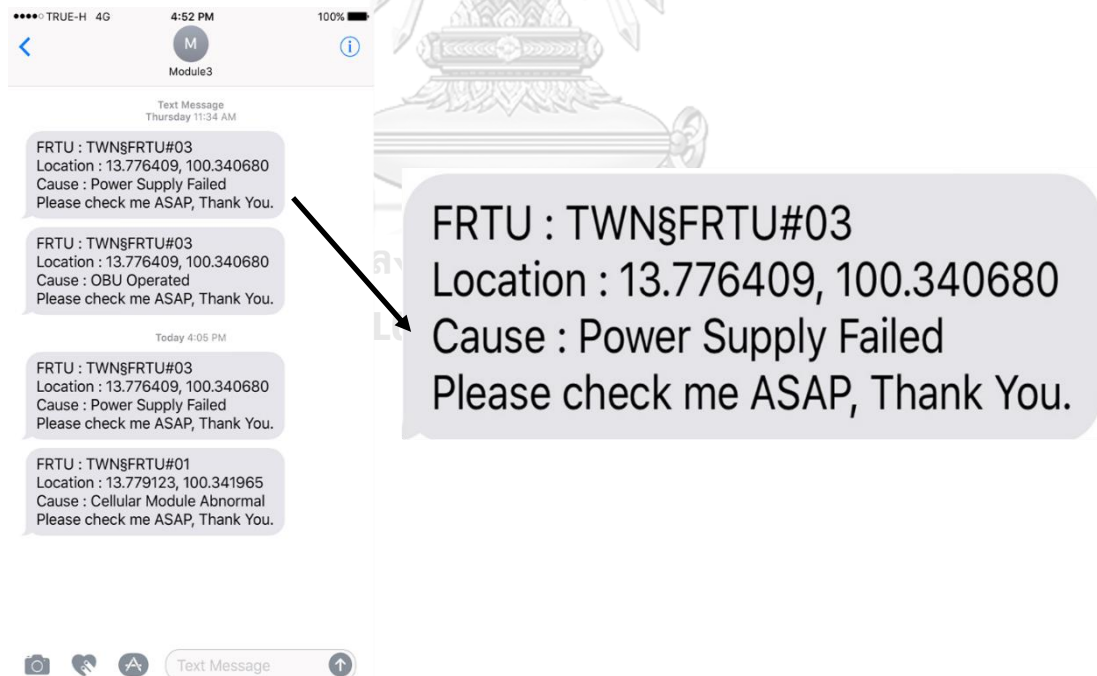 TRUE-H 4G 4:52 PM 100%
M
Module3
Text Message
Thursday 11:34 AM
FRTU : TWN§FRTU#03
Location : 13.776409, 100.340680
Cause : Power Supply Failed
Please check me ASAP, Thank You.
FRTU : TWN§FRTU#03
Location : 13.776409, 100.340680
Cause : OBU Operated
Please check me ASAP, Thank You.
Today 4:05 PM
FRTU : TWN§FRTU#03
Location : 13.776409, 100.340680
Cause : Power Supply Failed
Please check me ASAP, Thank You.
FRTU : TWN§FRTU#01
Location : 13.779123, 100.341965
Cause : Cellular Module Abnormal
Please check me ASAP, Thank You.
Text Message
FRTU : TWN§FRTU#03
Location : 13.776409, 100.340680
Cause : Power Supply Failed
Please check me ASAP, Thank You.